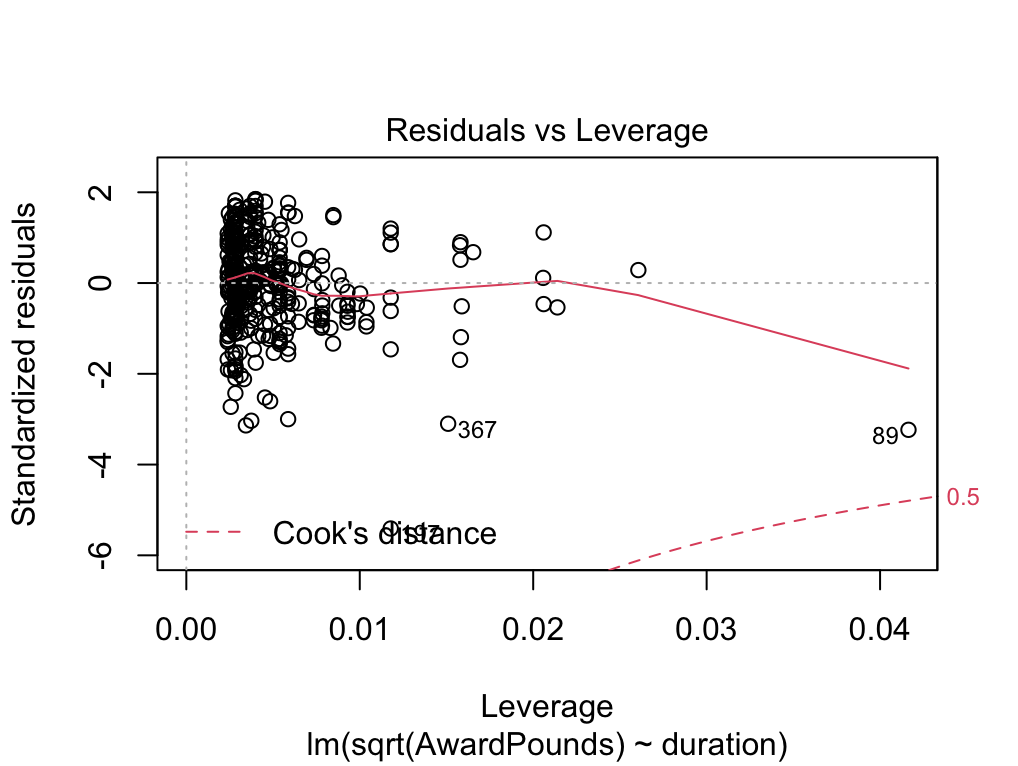 Residuals vs Leverage
Standardized residuals
2
0
-2
-4
-6
367
89
0.5
197
Cook's distance
0.00 0.01 0.02 0.03 0.04
Leverage
lm(sqrt(AwardPounds) ~ duration)